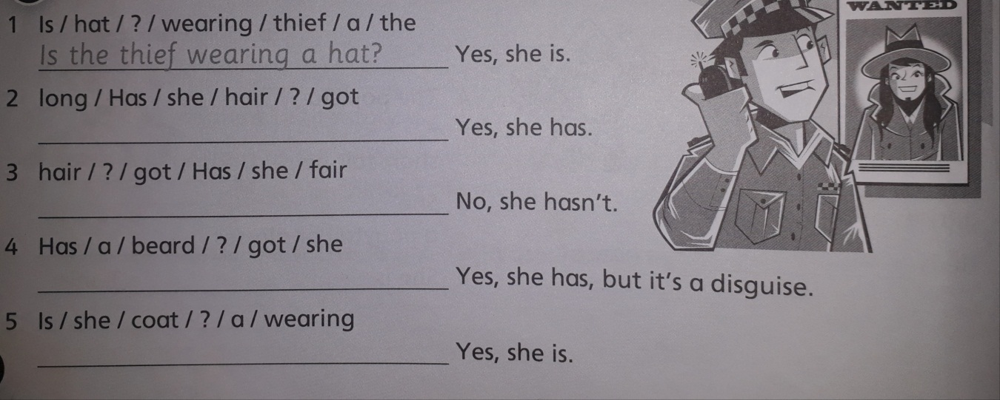 WANTED
1 Is / hat / ? / wearing / thief / a / the
Is the thief wearing a hat? Yes, she is.
2 long / Has / she / hair / ? / got
Yes, she has.
3 hair / ? / got / Has / she / fair
No, she hasn't.
4 Has / a / beard / ? / got / she
Yes, she has, but it's a disguise.
5 Is / she / coat / ? / a / wearing
Yes, she is.